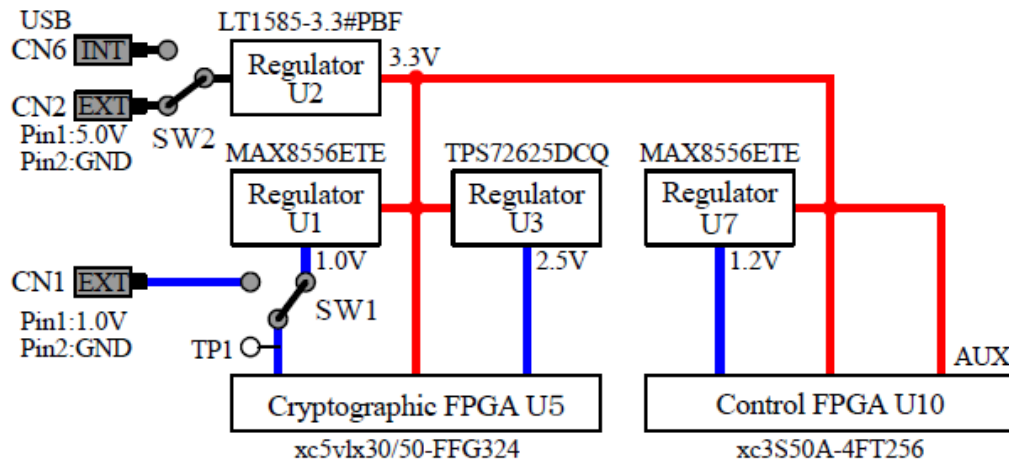 USB
CN6 INT
LT1585-3.3#PBF
Regulator
U2
3.3V
CN2 EXT
Pin1:5.0V
Pin2:GND
SW2
MAX8556ETE
Regulator
U1
1.0V
TPS72625DCQ
Regulator
U3
2.5V
MAX8556ETE
Regulator
U7
1.2V
CN1 EXT
Pin1:1.0V
Pin2:GND
SW1
TP1
AUX
Cryptographic FPGA U5
xc5vlx30/50-FFG324
Control FPGA U10
xc3S50A-4FT256